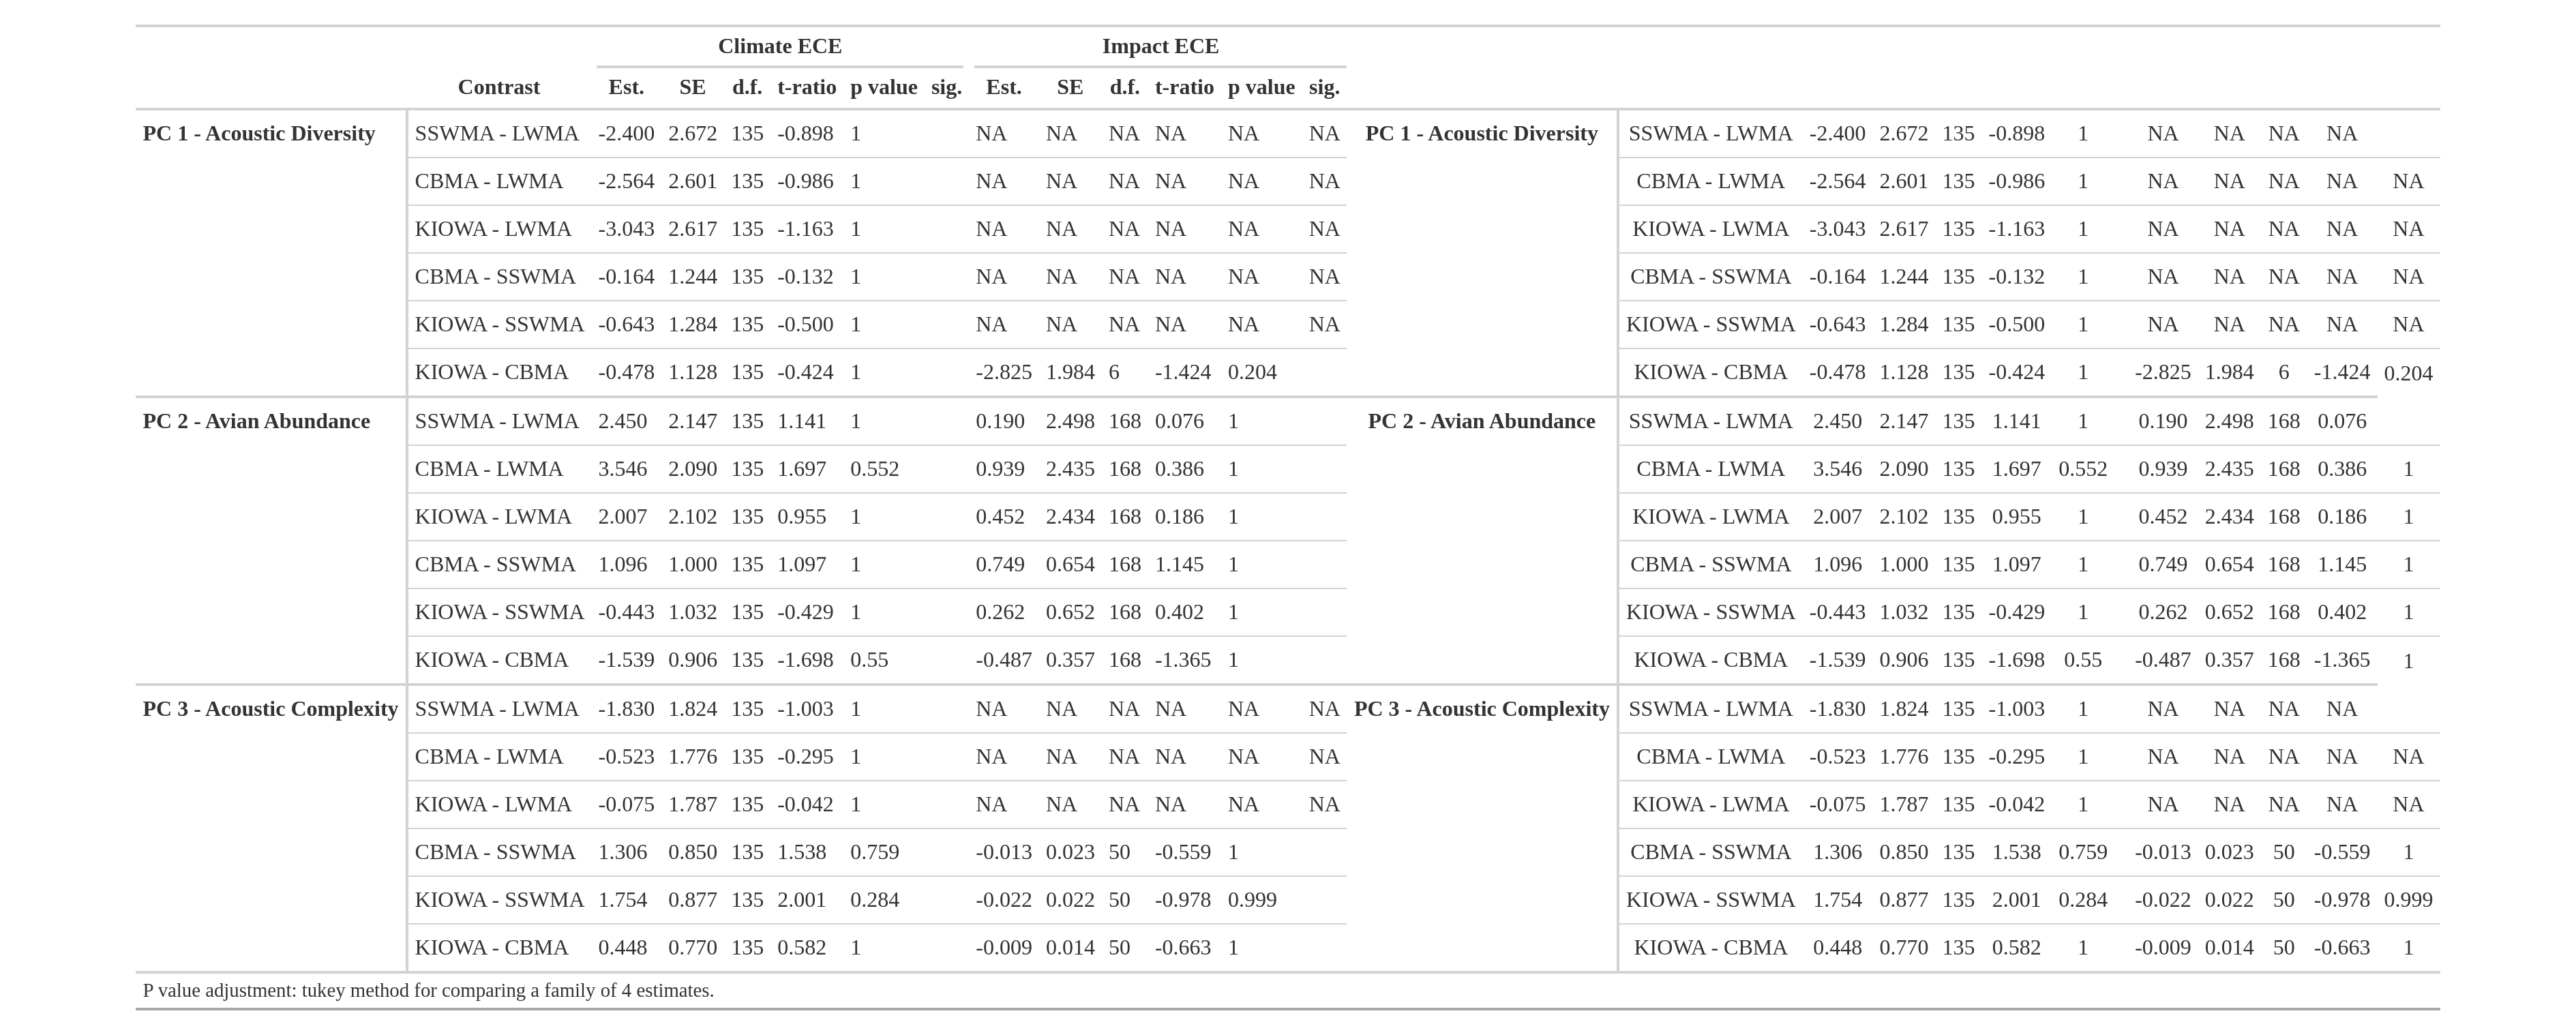 Climate ECE Impact ECE
Contrast Est. SE d.f. t-ratio p value sig. Est. SE d.f. t-ratio p value sig.
PC 1 - Acoustic Diversity SSWMA - LWMA -2.400 2.672 135 -0.898 1 NA NA NA NA NA NA PC 1 - Acoustic Diversity SSWMA - LWMA -2.400 2.672 135 -0.898 1 NA NA NA NA
CBMA - LWMA -2.564 2.601 135 -0.986 1 NA NA NA NA NA NA CBMA - LWMA -2.564 2.601 135 -0.986 1 NA NA NA NA NA
KIOWA - LWMA -3.043 2.617 135 -1.163 1 NA NA NA NA NA NA KIOWA - LWMA -3.043 2.617 135 -1.163 1 NA NA NA NA NA
CBMA - SSWMA -0.164 1.244 135 -0.132 1 NA NA NA NA NA NA CBMA - SSWMA -0.164 1.244 135 -0.132 1 NA NA NA NA NA
KIOWA - SSWMA -0.643 1.284 135 -0.500 1 NA NA NA NA NA NA KIOWA - SSWMA -0.643 1.284 135 -0.500 1 NA NA NA NA NA
KIOWA - CBMA -0.478 1.128 135 -0.424 1 -2.825 1.984 6 -1.424 0.204 KIOWA - CBMA -0.478 1.128 135 -0.424 1 -2.825 1.984 6 -1.424 0.204
PC 2 - Avian Abundance SSWMA - LWMA 2.450 2.147 135 1.141 1 0.190 2.498 168 0.076 1 PC 2 - Avian Abundance SSWMA - LWMA 2.450 2.147 135 1.141 1 0.190 2.498 168 0.076
CBMA - LWMA 3.546 2.090 135 1.697 0.552 0.939 2.435 168 0.386 1 CBMA - LWMA 3.546 2.090 135 1.697 0.552 0.939 2.435 168 0.386 1
KIOWA - LWMA 2.007 2.102 135 0.955 1 0.452 2.434 168 0.186 1 KIOWA - LWMA 2.007 2.102 135 0.955 1 0.452 2.434 168 0.186 1
CBMA - SSWMA 1.096 1.000 135 1.097 1 0.749 0.654 168 1.145 1 CBMA - SSWMA 1.096 1.000 135 1.097 1 0.749 0.654 168 1.145 1
KIOWA - SSWMA -0.443 1.032 135 -0.429 1 0.262 0.652 168 0.402 1 KIOWA - SSWMA -0.443 1.032 135 -0.429 1 0.262 0.652 168 0.402 1
KIOWA - CBMA -1.539 0.906 135 -1.698 0.55 -0.487 0.357 168 -1.365 1 KIOWA - CBMA -1.539 0.906 135 -1.698 0.55 -0.487 0.357 168 -1.365 1
PC 3 - Acoustic Complexity SSWMA - LWMA -1.830 1.824 135 -1.003 1 NA NA NA NA NA NA PC 3 - Acoustic Complexity SSWMA - LWMA -1.830 1.824 135 -1.003 1 NA NA NA NA
CBMA - LWMA -0.523 1.776 135 -0.295 1 NA NA NA NA NA NA CBMA - LWMA -0.523 1.776 135 -0.295 1 NA NA NA NA NA
KIOWA - LWMA -0.075 1.787 135 -0.042 1 NA NA NA NA NA NA KIOWA - LWMA -0.075 1.787 135 -0.042 1 NA NA NA NA NA
CBMA - SSWMA 1.306 0.850 135 1.538 0.759 -0.013 0.023 50 -0.559 1 CBMA - SSWMA 1.306 0.850 135 1.538 0.759 -0.013 0.023 50 -0.559 1
KIOWA - SSWMA 1.754 0.877 135 2.001 0.284 -0.022 0.022 50 -0.978 0.999 KIOWA - SSWMA 1.754 0.877 135 2.001 0.284 -0.022 0.022 50 -0.978 0.999
KIOWA - CBMA 0.448 0.770 135 0.582 1 -0.009 0.014 50 -0.663 1 KIOWA - CBMA 0.448 0.770 135 0.582 1 -0.009 0.014 50 -0.663 1
P value adjustment: tukey method for comparing a family of 4 estimates.